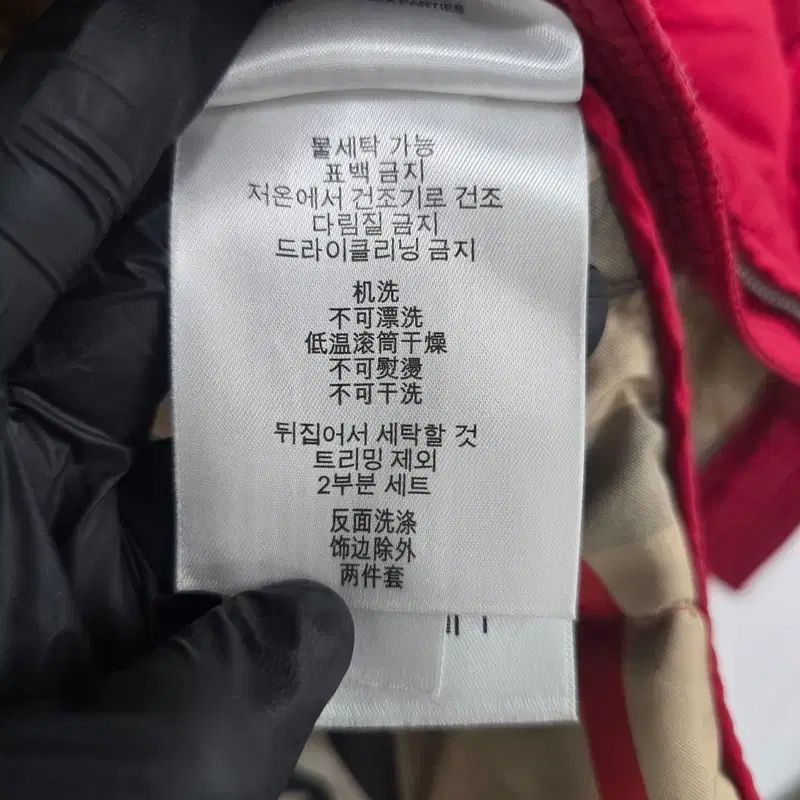 PARTIES
물세탁 가능
표백 금지
저온에서 건조기로 건조
다림질 금지
드라이클리닝 금지
机洗
不可漂洗
低温滚筒干燥
不可熨烫
不可干洗
뒤집어서 세탁할 것
트리밍 제외
2부분 세트
反面洗涤
饰边除外
两件套